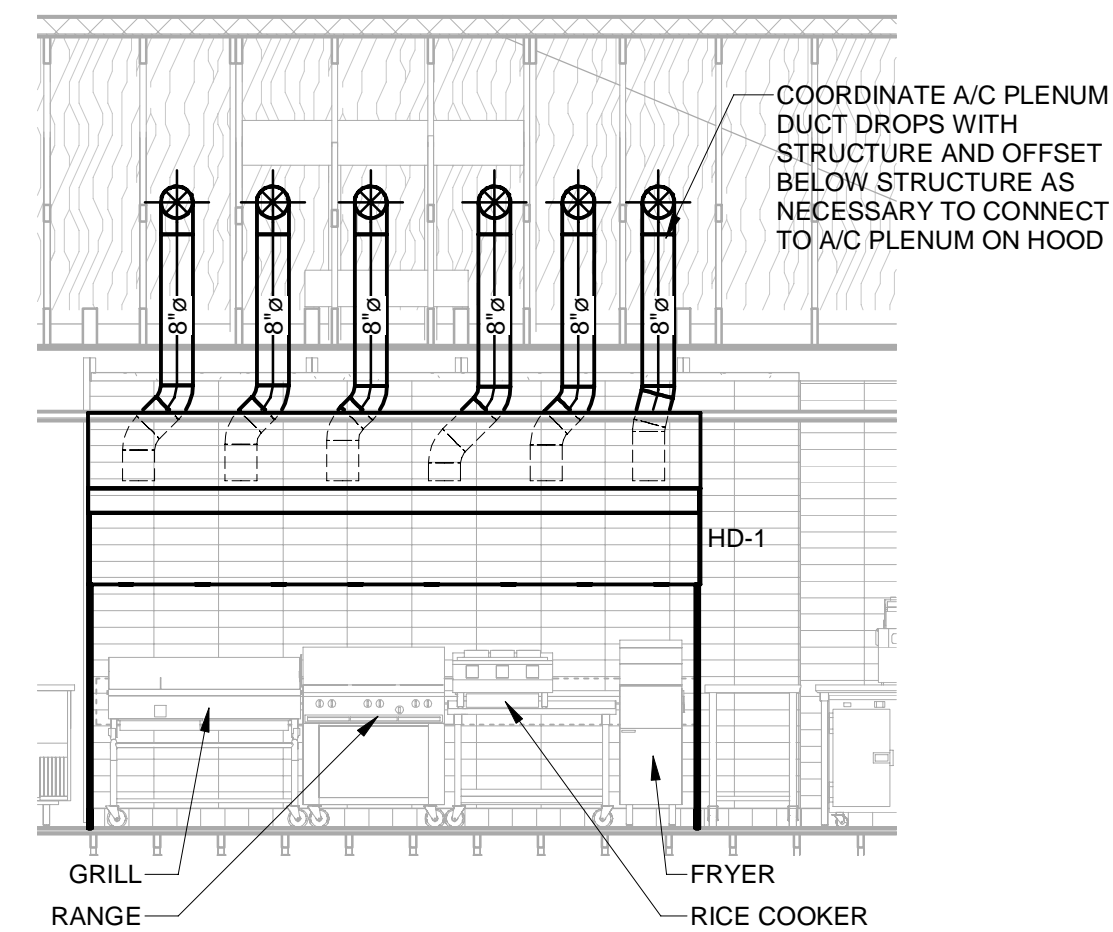 COORDINATE A/C PLENUM
DUCT DROPS WITH
STRUCTURE AND OFFSET
BELOW STRUCTURE AS
NECESSARY TO CONNECT
TO A/C PLENUM ON HOOD
8"ø
8"ø
8"ø
8"ø
8"ø
8"ø
HD-1
GRILL
RANGE
FRYER
RICE COOKER